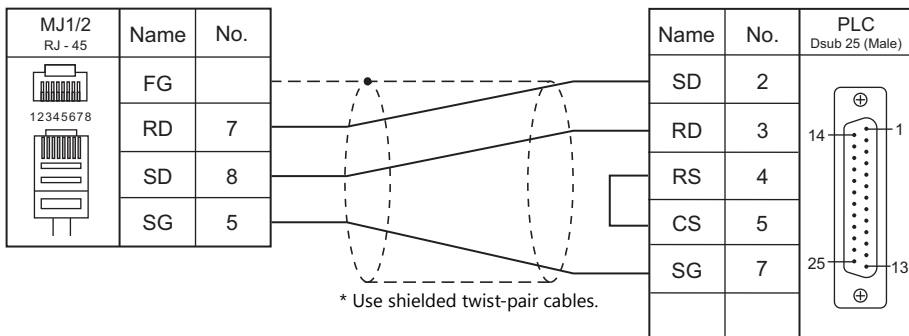 MJ1/2
RJ - 45
Name No.
12345678
FG
RD 7
SD 8
SG 5
* Use shielded twist-pair cables.
Name No.
PLC
Dsub 25 (Male)
SD 2
RD 3
RS 4
CS 5
SG 7
14 1
25 13